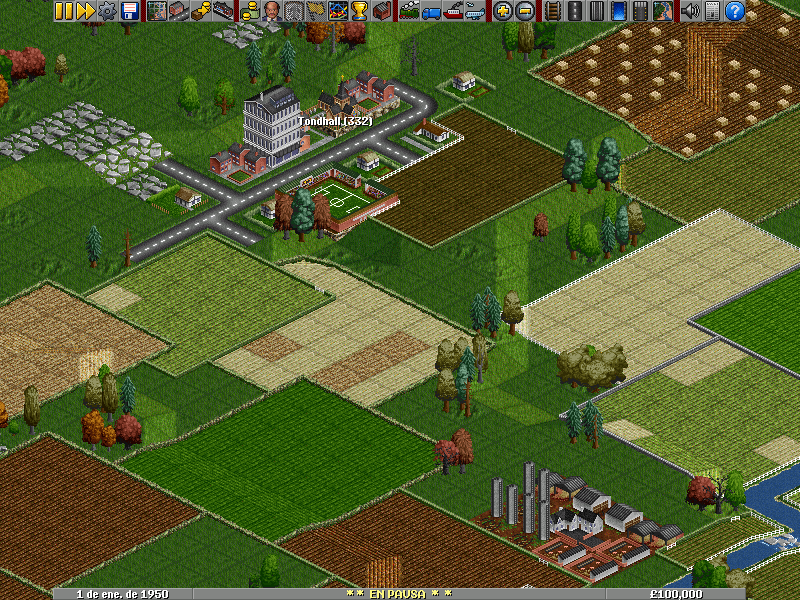 Tondhall (332)
1 de ene. de 1950
** EN PAUSA **
£100,000